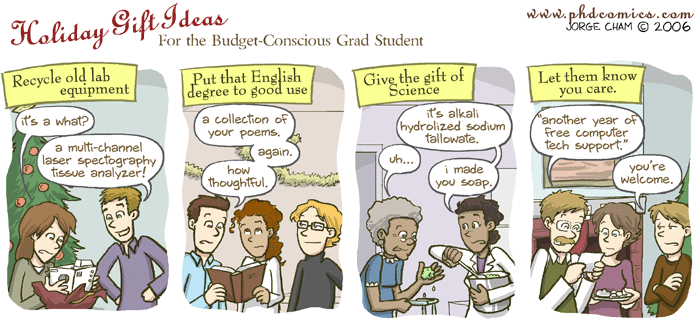 Holiday Gift Ideas
For the Budget-Conscious Grad Student
www.phdcomics.com
JORGE CHAM © 2006
Recycle old lab
equipment
it's a what?
a multi-channel
laser spectography
tissue analyzer!
Put that English
degree to good use
a collection of
your poems.
again.
how
thoughtful.
Give the gift of
Science
it's alkali
hydrolized sodium
tallowate.
uh...
i made
you soap.
Let them know
you care.
"another year of
free computer
tech support."
you're
welcome.